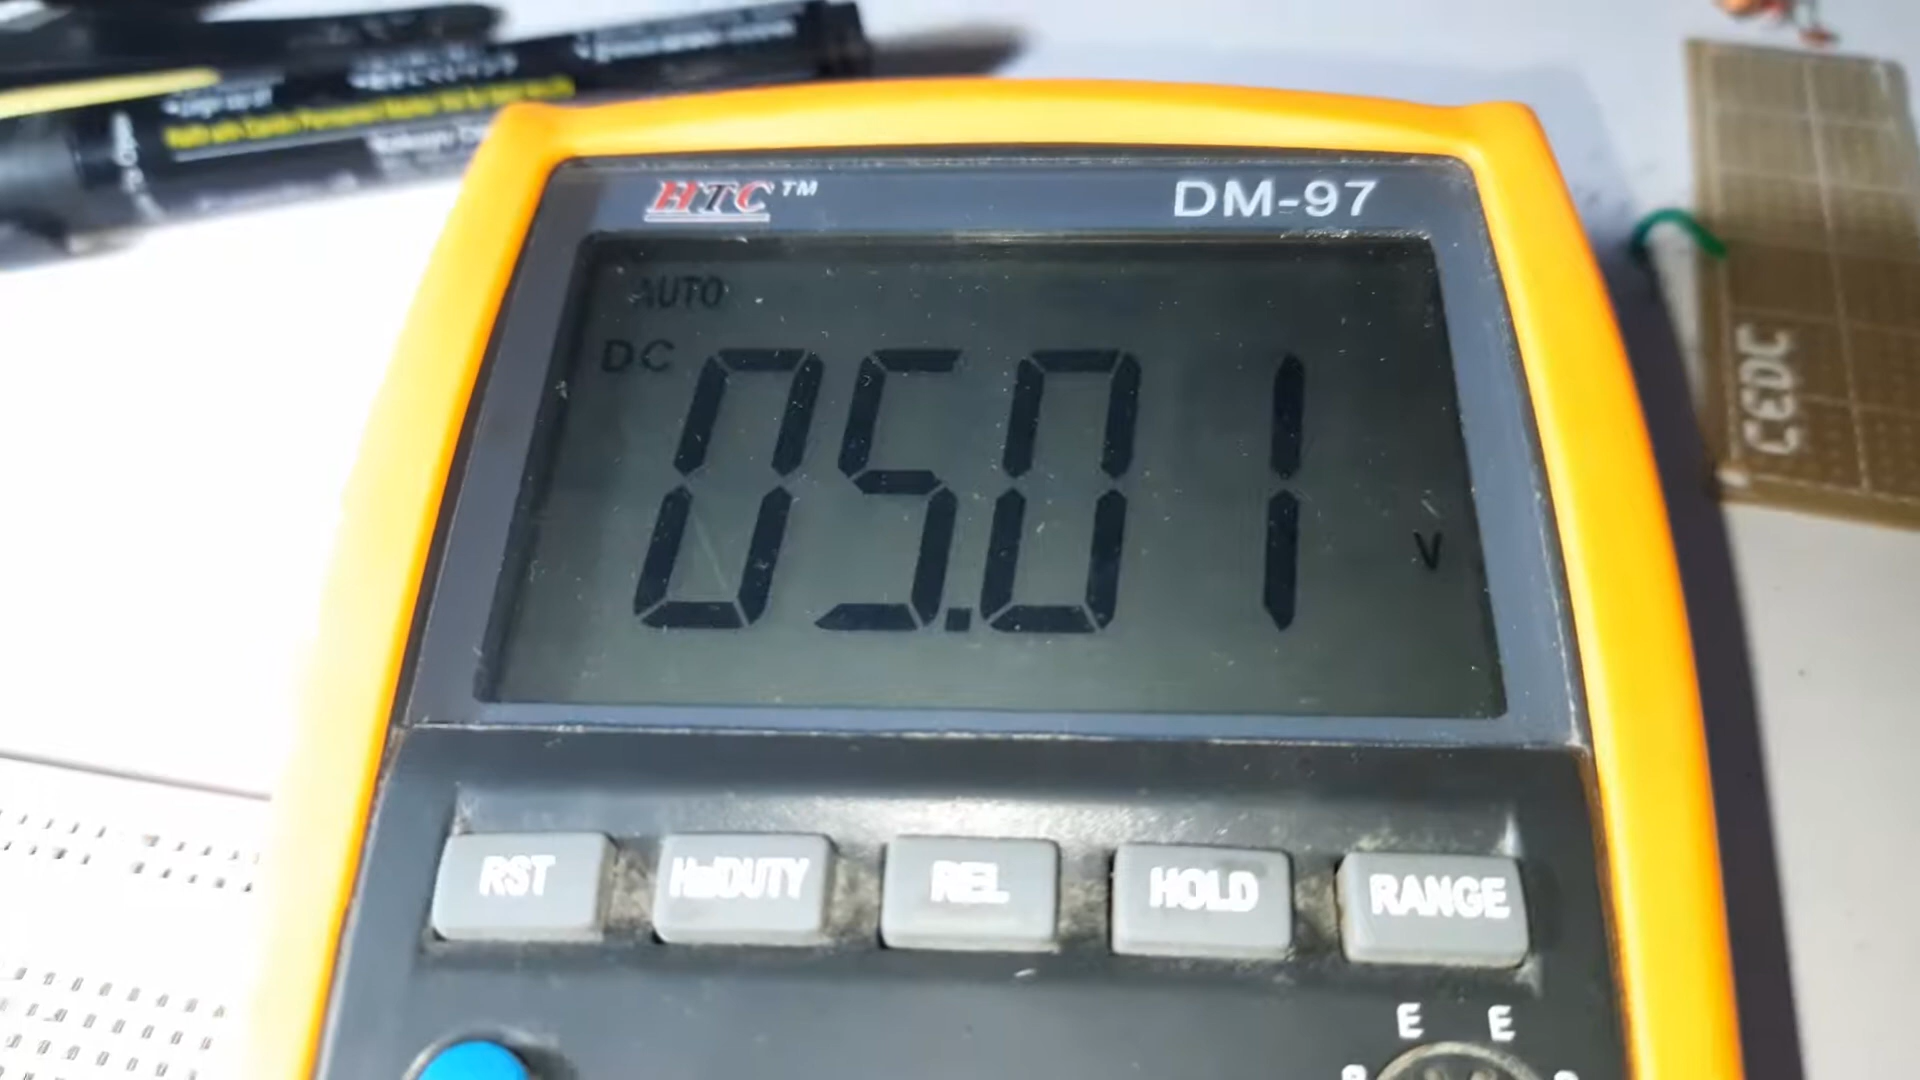 HTC™ DM-97
AUTO
DC 05.01 V
RST Hz/DUTY REL HOLD RANGE
E E
CEDC